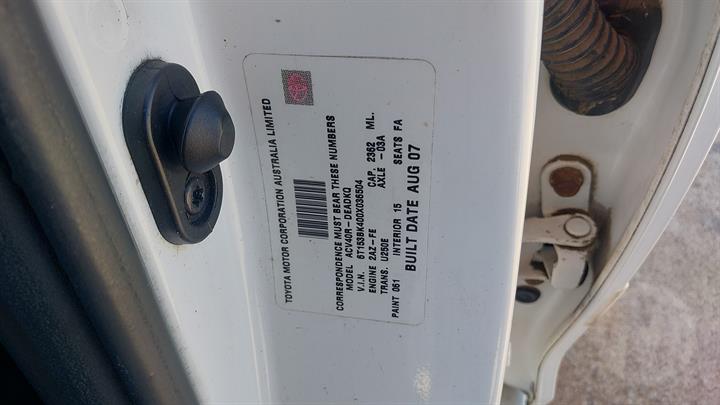 TOYOTA MOTOR CORPORATION AUSTRALIA LIMITED
CORRESPONDENCE MUST BEAR THESE NUMBERS
MODEL ACV40R-DEADKQ
V.I.N. 6T153BK400X036504
ENGINE 2AZ-FE CAP. 2362 ML.
TRANS. U250E AXLE -03A
PAINT 061 INTERIOR 15 SEATS FA
BUILT DATE AUG 07